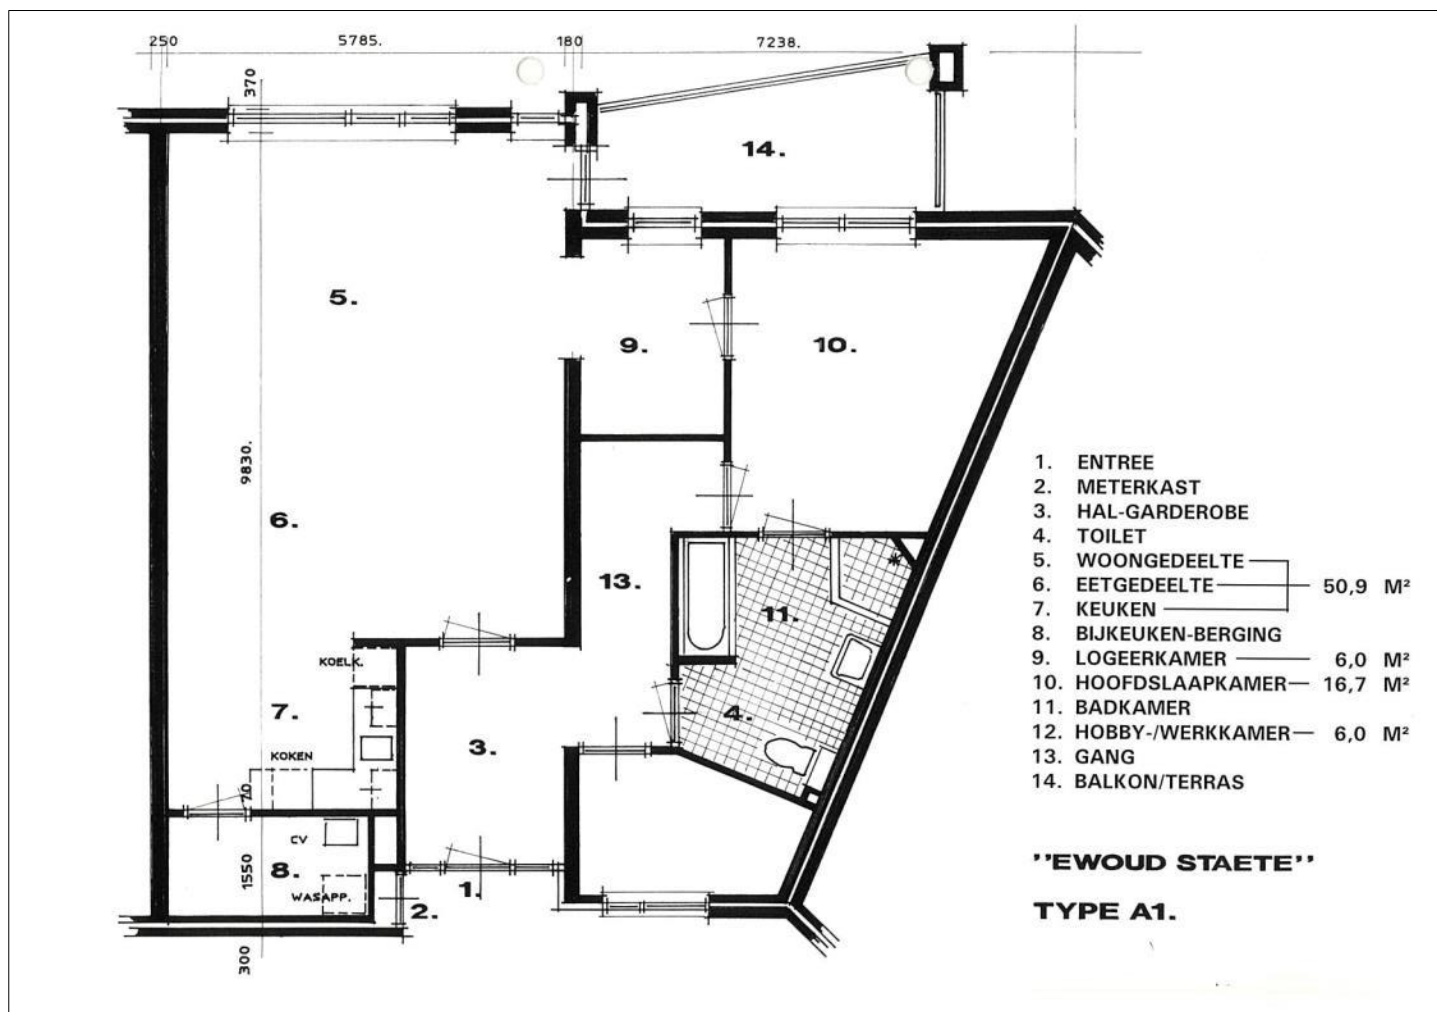 250 5785. 180 7238.
370
14.
5.
9. 10.
9830.
6.
13.
11.
KOELK.
7.
4.
3.
KOKEN
70
CV
8.
1550
WASAPP.
1.
2.
300
1. ENTREE
2. METERKAST
3. HAL-GARDEROBE
4. TOILET
5. WOONGEDEELTE
6. EETGEDEELTE 50,9 M²
7. KEUKEN
8. BIJKEUKEN-BERGING
9. LOGEERKAMER 6,0 M²
10. HOOFDSLAAPKAMER 16,7 M²
11. BADKAMER
12. HOBBY-/WERKKAMER 6,0 M²
13. GANG
14. BALKON/TERRAS
''EWOUD STAETE''
TYPE A1.